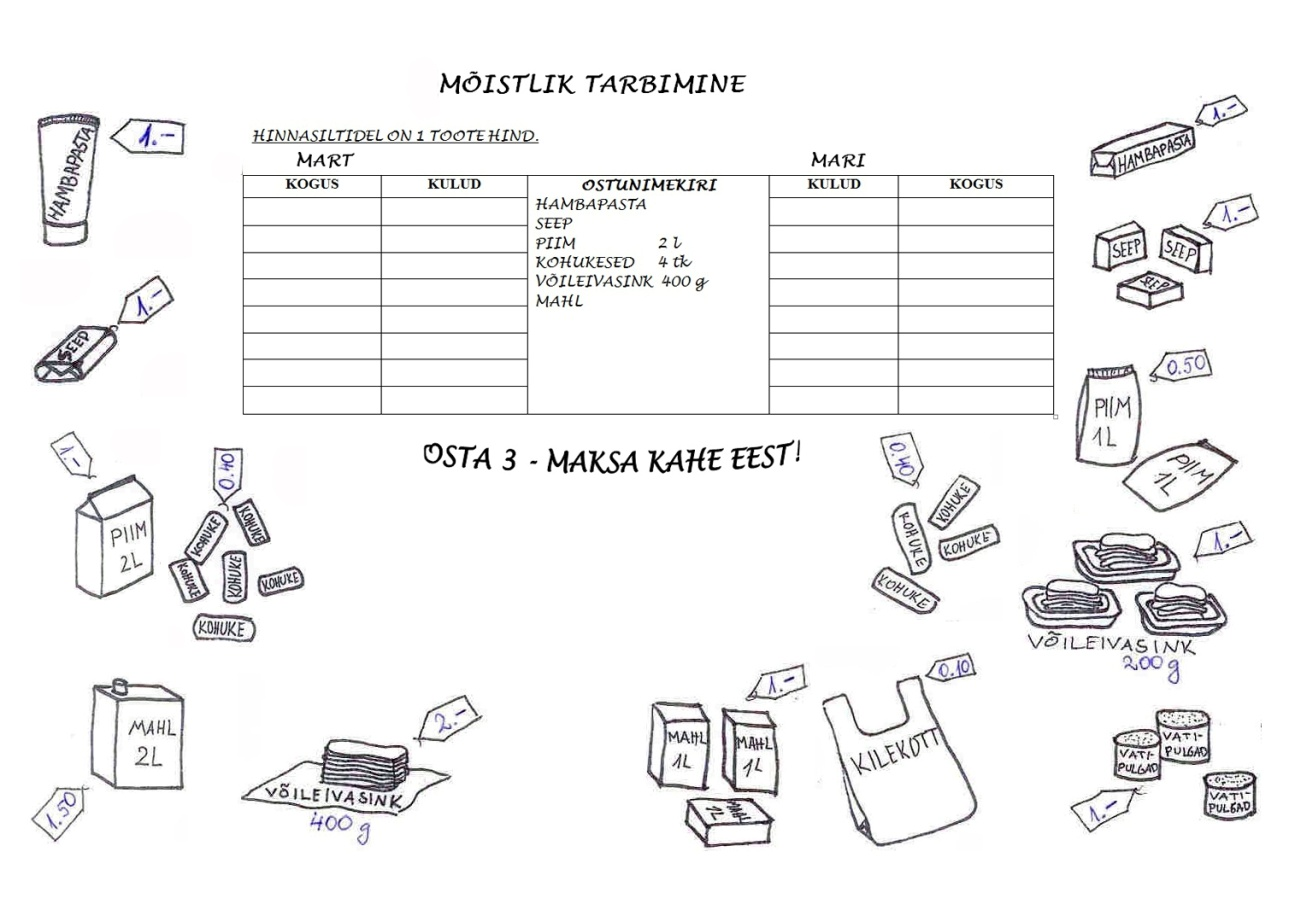 MÕISTLIK TARBIMINE
HINNASILTIDEL ON 1 TOOTE HIND.
MART
MARI
KOGUS KULUD OSTUNIMEKIRI KULUD KOGUS
HAMBAPASTA
SEEP
PIIM 2 l
KOHUKESED 4 tk
VÕILEIVASINK 400 g
MAHL
OSTA 3 - MAKSA KAHE EEST!
HAMBAPASTA
1.-
SEEP
1.-
1.-
PIIM
2L
0.40
KOHUKE
KOHUKE
KOHUKE
KOHUKE
KOHUKE
KOHUKE
MAHL
2L
1.50
2.-
VÕILEIVASINK
400 g
1.-
MAHL
1L
MAHL
1L
MAHL
1L
0.10
KILEKOTT
0.40
KOHUKE
KOHUKE
KOHUKE
KOHUKE
1.-
HAMBAPASTA
1.-
SEEP
SEEP
SEEP
0.50
PIIM
1L
PIIM
1L
1.-
VÕILEIVASINK
200 g
VATI-
PULGAD
VATI-
PULGAD
VATI-
PULGAD
1.-